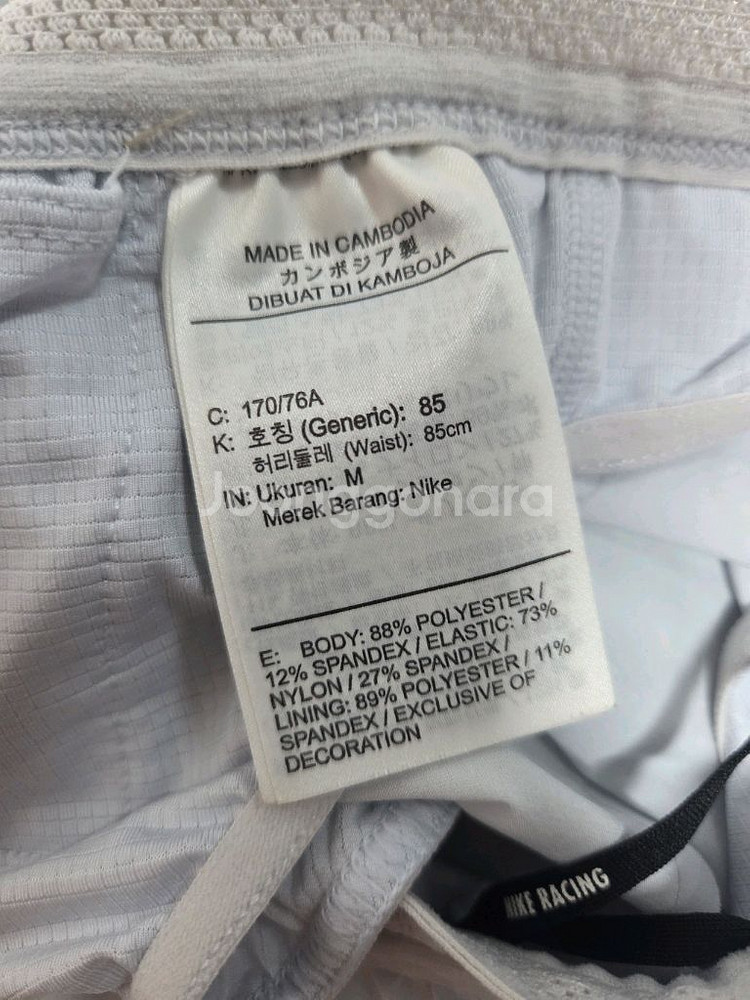 MADE IN CAMBODIA
カンボジア製
DIBUAT DI KAMBOJA
C: 170/76A
K: 호칭 (Generic): 85
허리둘레 (Waist): 85cm
IN: Ukuran: M
Merek Barang: Nike
Joonggonara
E: BODY: 88% POLYESTER /
12% SPANDEX / ELASTIC: 73%
NYLON / 27% SPANDEX /
LINING: 89% POLYESTER / 11%
SPANDEX / EXCLUSIVE OF
DECORATION
NIKE RACING